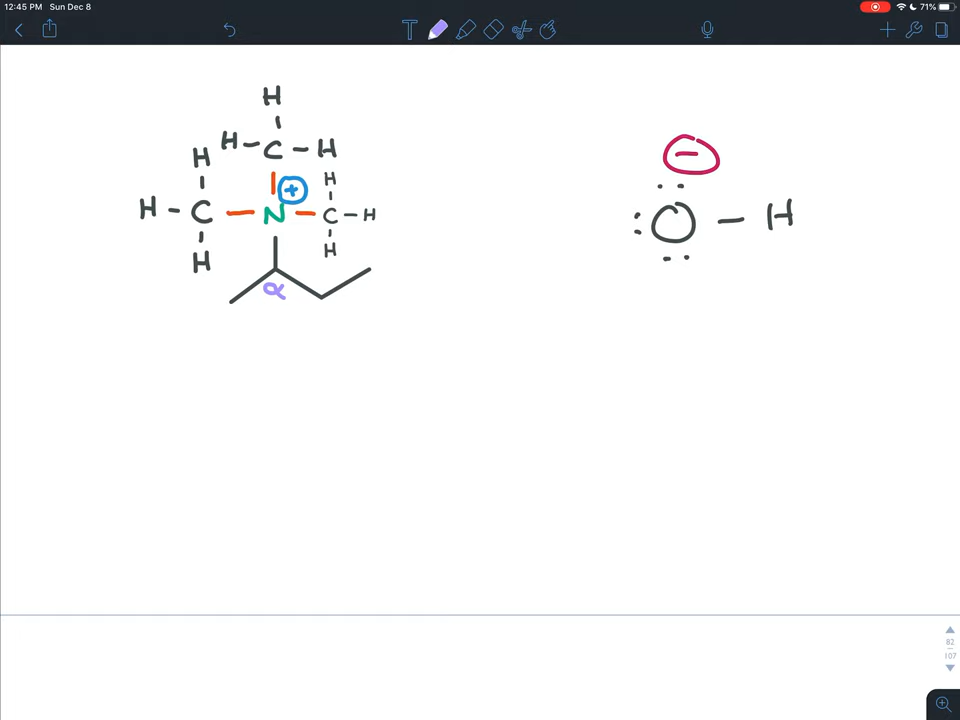 12:45 PM Sun Dec 8
71%
T
H
H - C - H
H
H - C - N + - C - H
H
H
H
α
−
: O - H
82
107